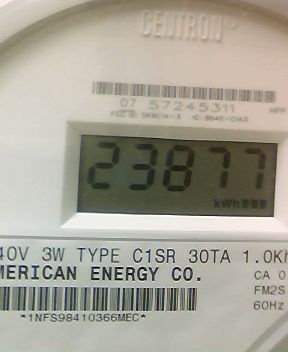 CENTRON
07 57245311
23877
kWh
40V 3W TYPE C1SR 30TA 1.0Kh
MERICAN ENERGY CO.
CA 0
FM2S
60Hz
*1NFS98410366MEC*